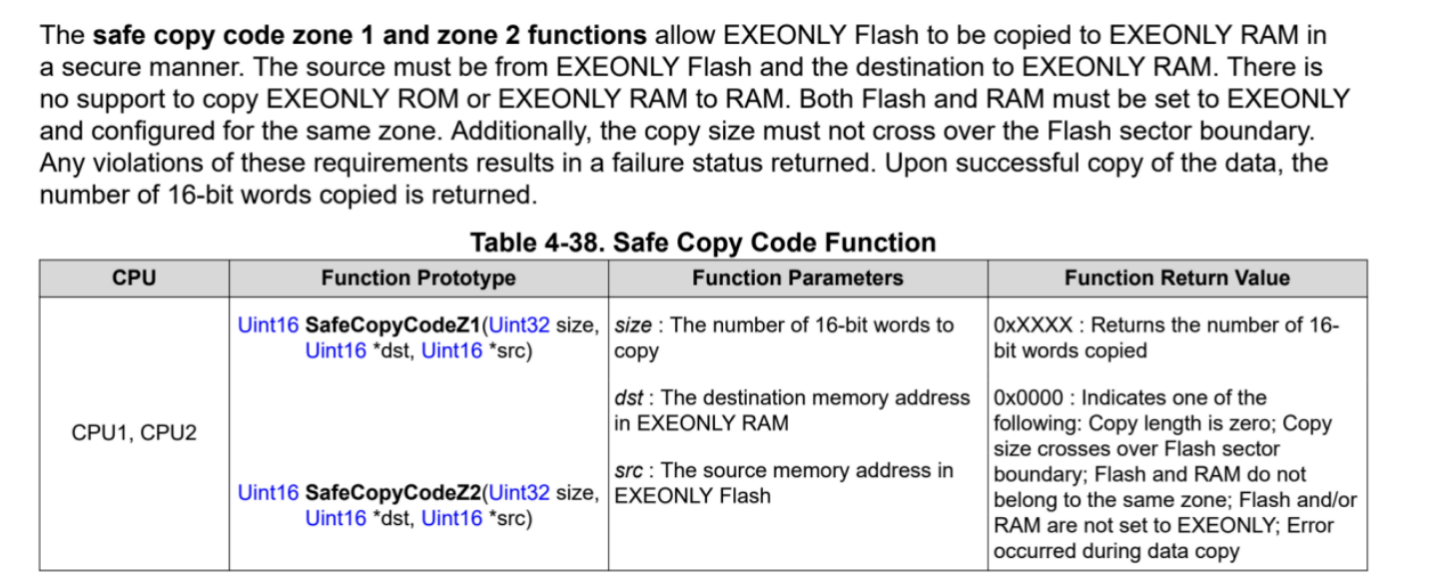 The safe copy code zone 1 and zone 2 functions allow EXEONLY Flash to be copied to EXEONLY RAM in
a secure manner. The source must be from EXEONLY Flash and the destination to EXEONLY RAM. There is
no support to copy EXEONLY ROM or EXEONLY RAM to RAM. Both Flash and RAM must be set to EXEONLY
and configured for the same zone. Additionally, the copy size must not cross over the Flash sector boundary.
Any violations of these requirements results in a failure status returned. Upon successful copy of the data, the
number of 16-bit words copied is returned.
Table 4-38. Safe Copy Code Function
CPU
Function Prototype
Function Parameters
Function Return Value
CPU1, CPU2
Uint16 SafeCopyCodeZ1(Uint32 size,
Uint16 *dst, Uint16 *src)
Uint16 SafeCopyCodeZ2(Uint32 size,
Uint16 *dst, Uint16 *src)
size : The number of 16-bit words to
copy
dst : The destination memory address
in EXEONLY RAM
src : The source memory address in
EXEONLY Flash
0xXXXX : Returns the number of 16-
bit words copied
0x0000 : Indicates one of the
following: Copy length is zero; Copy
size crosses over Flash sector
boundary; Flash and RAM do not
belong to the same zone; Flash and/or
RAM are not set to EXEONLY; Error
occurred during data copy